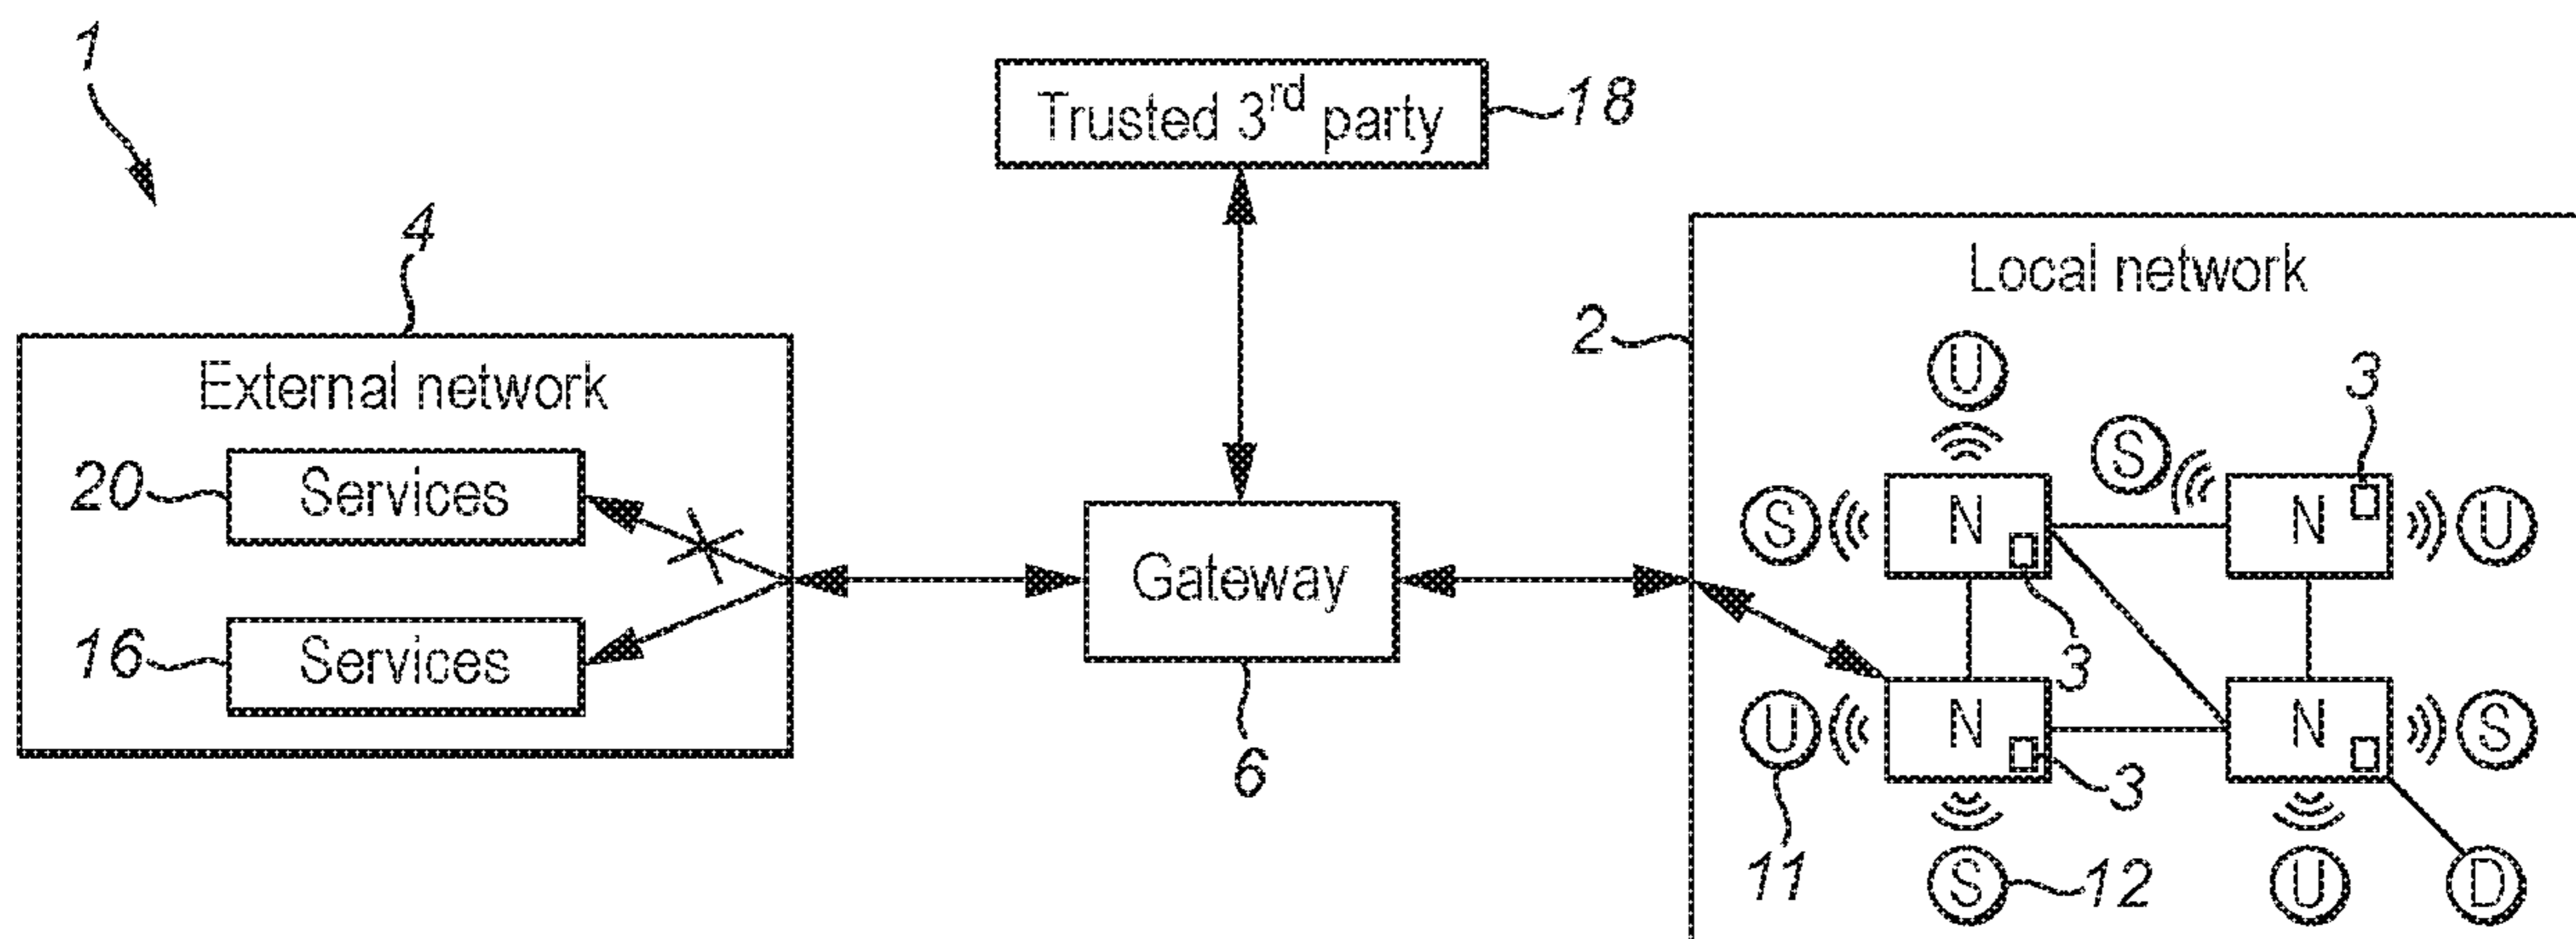 1
Trusted 3rd party
18
4
Local network
2
External network
U
3
S
20
Services
S
N
N
U
Gateway
16
Services
3
U
N
N
S
6
3
11
S
12
U
D